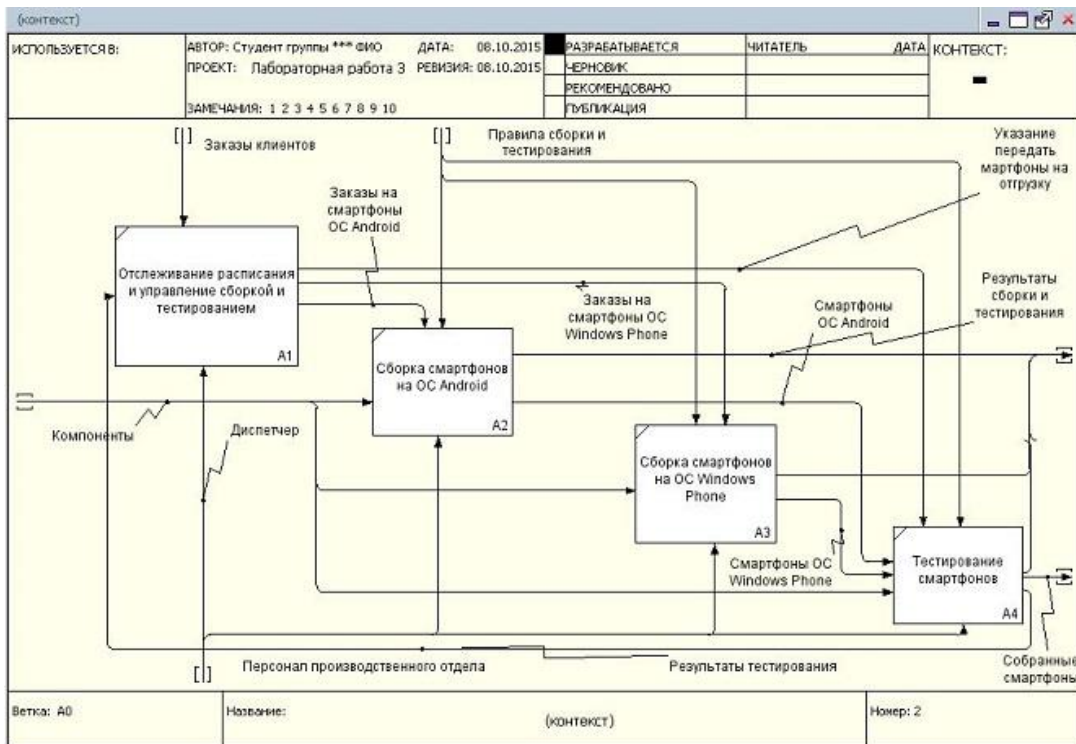 (контекст)
ИСПОЛЬЗУЕТСЯ В:
АВТОР: Студент группы *** ФИО
ДАТА: 08.10.2015
ПРОЕКТ: Лабораторная работа 3
РЕВИЗИЯ: 08.10.2015
ЗАМЕЧАНИЯ: 1 2 3 4 5 6 7 8 9 10
РАЗРАБАТЫВАЕТСЯ
ЧЕРНОВИК
РЕКОМЕНДОВАНО
ПУБЛИКАЦИЯ
ЧИТАТЕЛЬ
ДАТА
КОНТЕКСТ:
Заказы клиентов
Правила сборки и
тестирования
Указание
передать
мартфоны на
отгрузку
Заказы на
смартфоны
ОС Android
Отслеживание расписания
и управление сборкой и
тестированием
A1
Заказы на
смартфоны ОС
Windows Phone
Смартфоны
ОС Android
Результаты
сборки и
тестирования
Сборка смартфонов
на ОС Android
A2
Компоненты
Диспетчер
Сборка смартфонов
на ОС Windows
Phone
A3
Смартфоны ОС
Windows Phone
Тестирование
смартфонов
A4
Персонал производственного отдела
Результаты тестирования
Собранные
смартфоны
Ветка: A0
Название:
(контекст)
Номер: 2